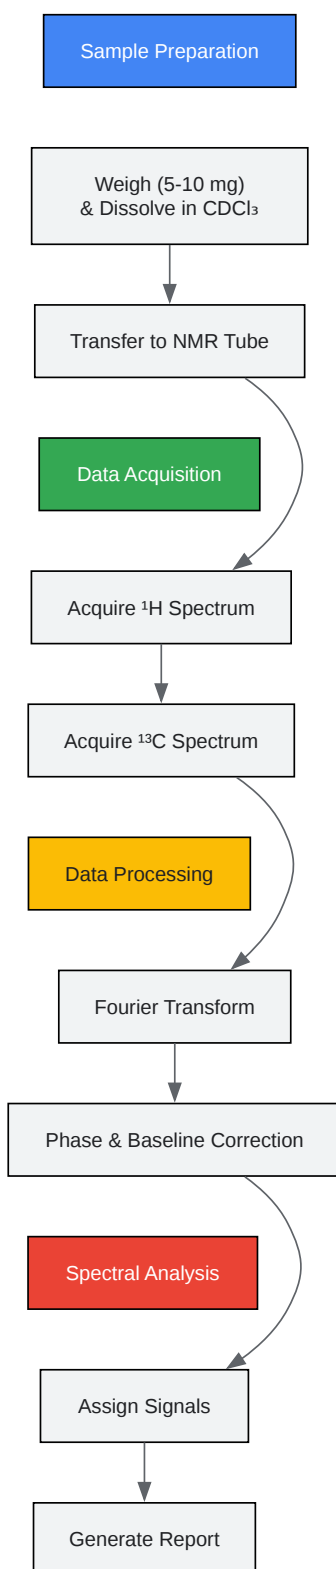 Sample Preparation
Weigh (5-10 mg)
& Dissolve in CDCl₃
Transfer to NMR Tube
Data Acquisition
Acquire ¹H Spectrum
Acquire ¹³C Spectrum
Data Processing
Fourier Transform
Phase & Baseline Correction
Spectral Analysis
Assign Signals
Generate Report